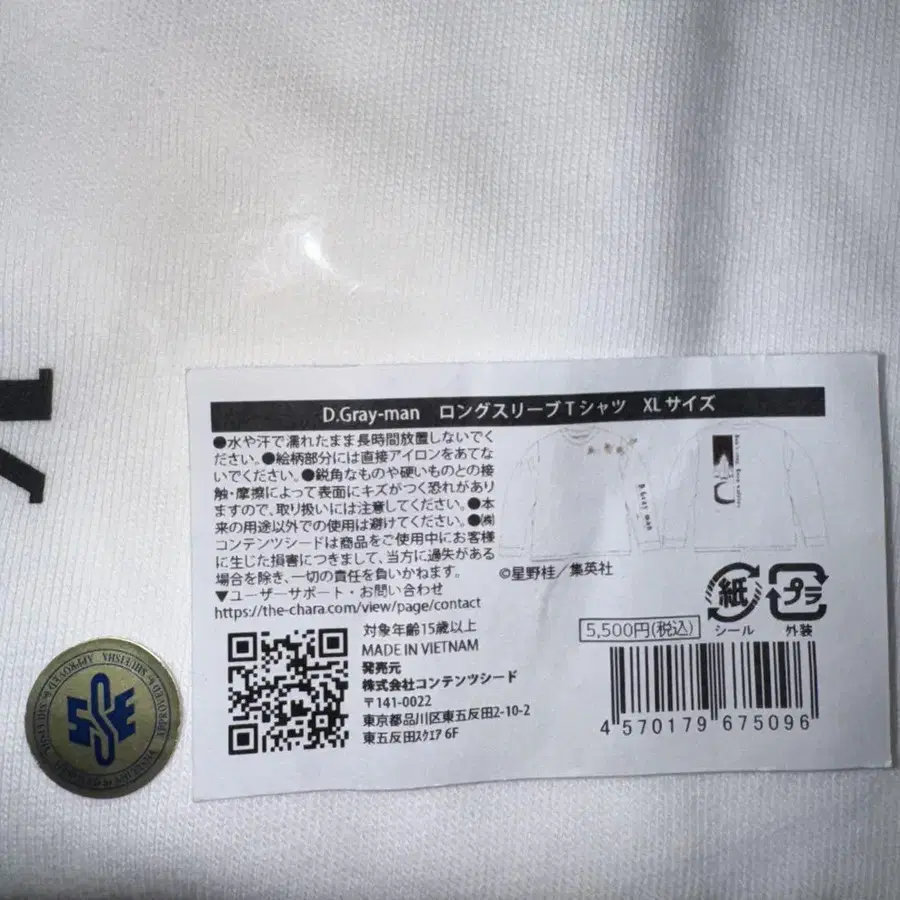 D.Gray-man ロングスリーブTシャツ XLサイズ
●水や汗で濡れたまま長時間放置しないでく
ださい。●絵柄部分には直接アイロンをあてな
いでください。●鋭角なものや硬いものとの接
触・摩擦によって表面にキズがつく恐れがあり
ますので、取り扱いには注意してください。●本
来の用途以外での使用は避けてください。●㈱
コンテンツシードは商品をご使用中にお客様
に生じた損害につきまして、当方に過失がある
場合を除き、一切の責任を負いかねます。
▼ユーザーサポート・お問い合わせ
https://the-chara.com/view/page/contact
D.Gray-man
©星野桂／集英社
対象年齢15歳以上
MADE IN VIETNAM
発売元
株式会社コンテンツシード
〒141-0022
東京都品川区東五反田2-10-2
東五反田スクエア 6F
5,500円(税込)
紙
シール
プラ
外装
4 570179 675096
SE
APPROVED by SHUEISHA